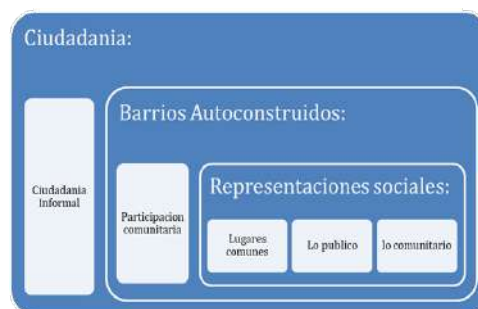 Ciudadania:
Barrios Autoconstruidos:
Ciudadania
Informal
Participacion
comunitaria
Representaciones sociales:
Lugares
comunes
Lo publico
lo comunitario